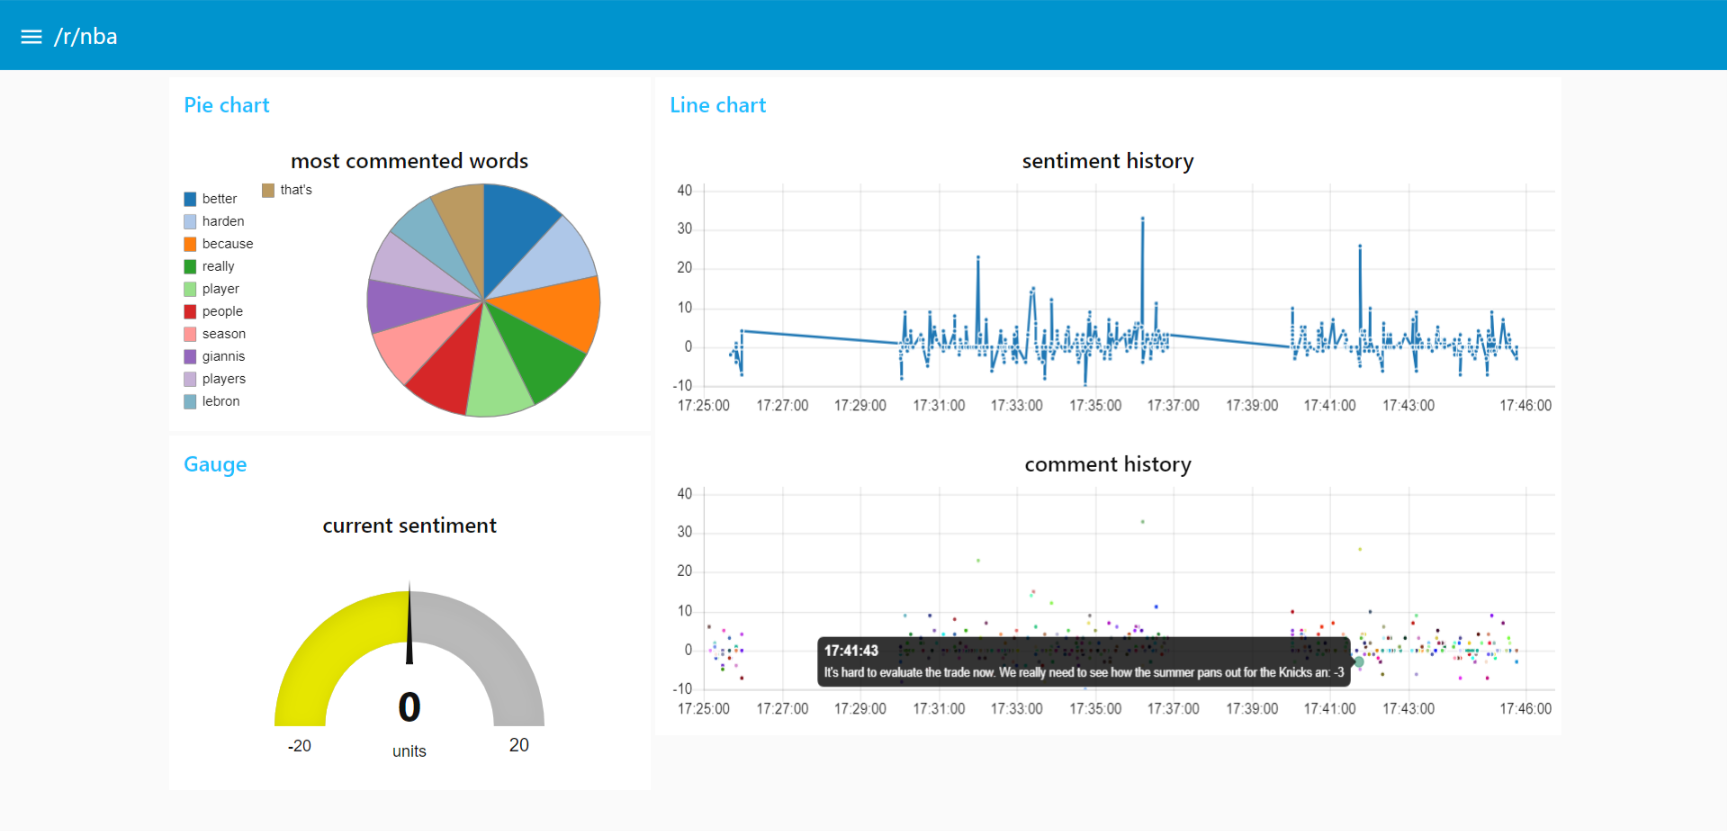 /r/nba
Pie chart
most commented words
better
harden
because
really
player
people
season
giannis
players
lebron
that's
Gauge
current sentiment
0
-20
units
20
Line chart
sentiment history
40
30
20
10
0
-10
17:25:00 17:27:00 17:29:00 17:31:00 17:33:00 17:35:00 17:37:00 17:39:00 17:41:00 17:43:00 17:46:00
comment history
40
30
20
10
0
-10
17:41:43
It's hard to evaluate the trade now. We really need to see how the summer pans out for the Knicks an: -3
17:25:00 17:27:00 17:29:00 17:31:00 17:33:00 17:35:00 17:37:00 17:39:00 17:41:00 17:43:00 17:46:00